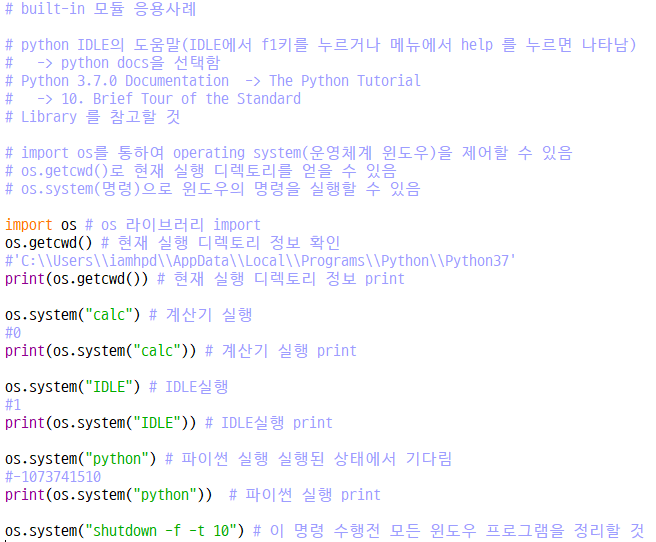 # built-in 모듈 응용사례
# python IDLE의 도움말(IDLE에서 f1키를 누르거나 메뉴에서 help 를 누르면 나타남)
#   -> python docs을 선택함
# Python 3.7.0 Documentation  -> The Python Tutorial
#   -> 10. Brief Tour of the Standard
# Library 를 참고할 것
# import os를 통하여 operating system(운영체계 윈도우)을 제어할 수 있음
# os.getcwd()로 현재 실행 디렉토리를 얻을 수 있음
# os.system(명령)으로 윈도우의 명령을 실행할 수 있음
import os # os 라이브러리 import
os.getcwd() # 현재 실행 디렉토리 정보 확인
#'C:\\Users\\iamhpd\\AppData\\Local\\Programs\\Python\\Python37'
print(os.getcwd()) # 현재 실행 디렉토리 정보 print
os.system("calc") # 계산기 실행
#0
print(os.system("calc")) # 계산기 실행 print
os.system("IDLE") # IDLE실행
#1
print(os.system("IDLE")) # IDLE실행 print
os.system("python") # 파이썬 실행 실행된 상태에서 기다림
#-1073741510
print(os.system("python"))  # 파이썬 실행 print
os.system("shutdown -f -t 10") # 이 명령 수행전 모든 윈도우 프로그램을 정리할 것